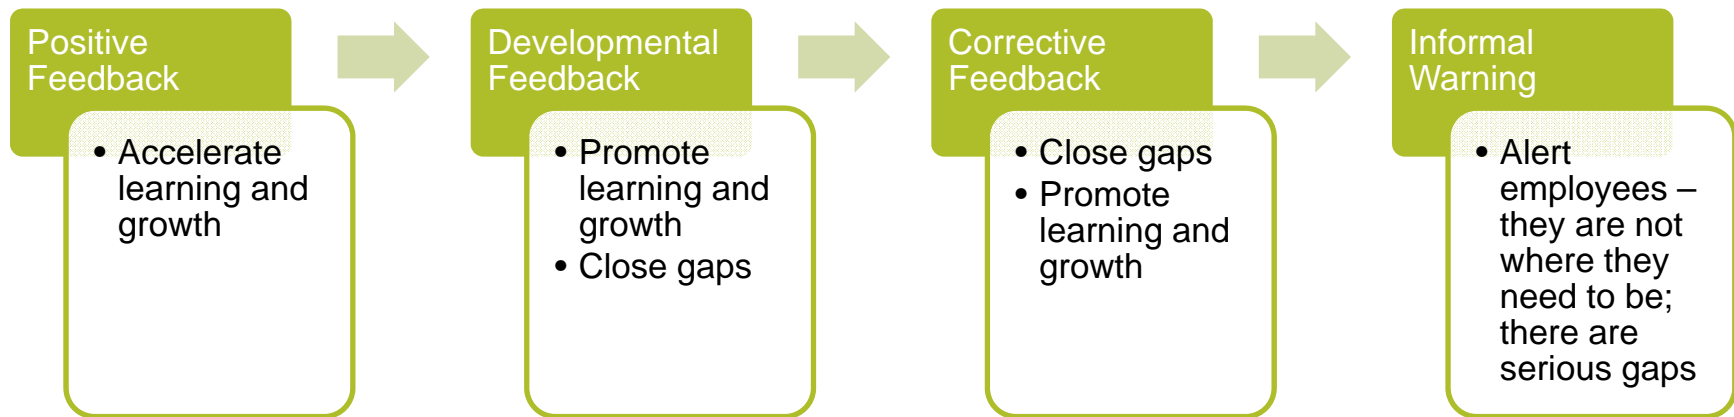 Positive
Feedback
• Accelerate
learning and
growth
Developmental
Feedback
• Promote
learning and
growth
• Close gaps
Corrective
Feedback
• Close gaps
• Promote
learning and
growth
Informal
Warning
• Alert
employees –
they are not
where they
need to be;
there are
serious gaps